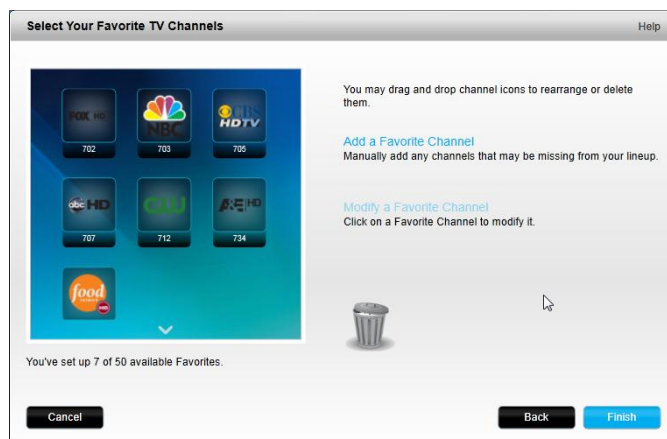 Select Your Favorite TV Channels
Help
FOX HD
NBC
CBS
HDTV
702
703
705
abc HD
CW
A&E HD
707
712
734
food
You may drag and drop channel icons to rearrange or delete
them.
Add a Favorite Channel
Manually add any channels that may be missing from your lineup.
Modify a Favorite Channel
Click on a Favorite Channel to modify it.
You've set up 7 of 50 available Favorites.
Cancel
Back
Finish